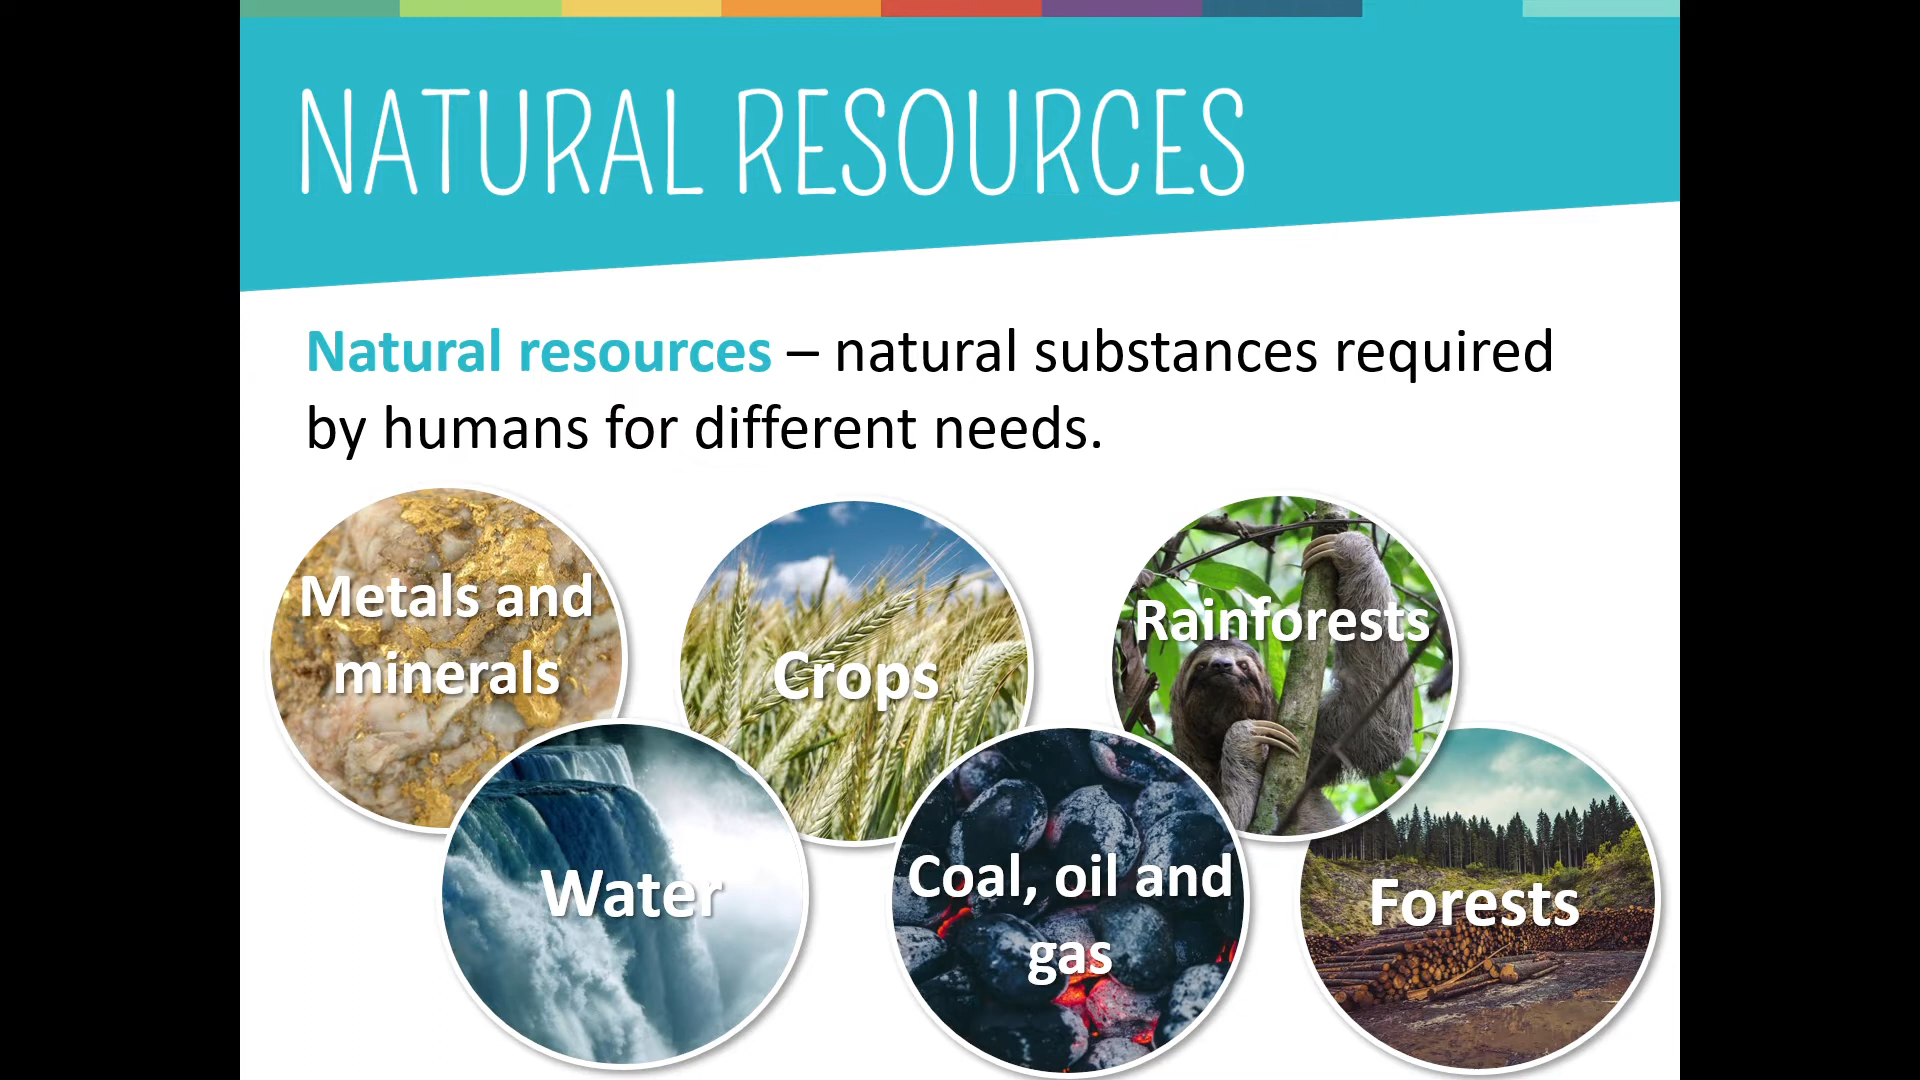 NATURAL RESOURCES
Natural resources – natural substances required
by humans for different needs.
Metals and
minerals
Crops
Rainforests
Water
Coal, oil and
gas
Forests